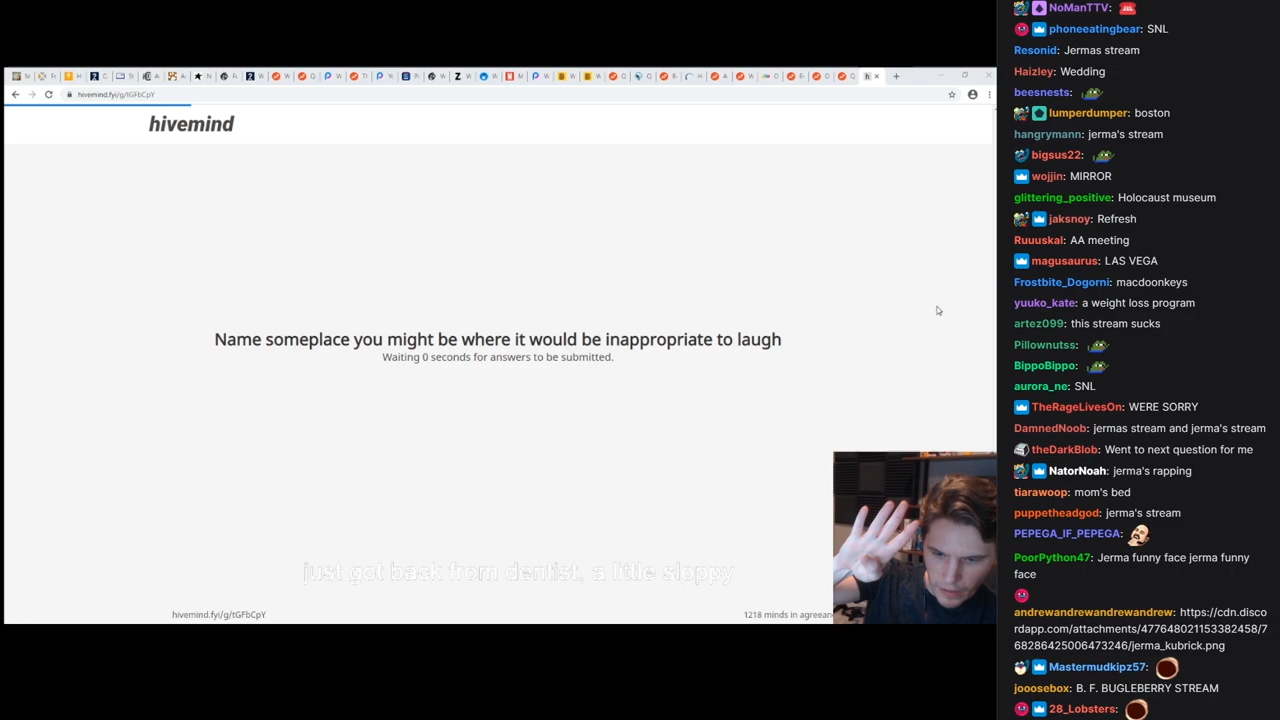 hivemind.fyi/g/tGFbCpY
hivemind
Name someplace you might be where it would be inappropriate to laugh
Waiting 0 seconds for answers to be submitted.
just got back from dentist, a little sloppy
hivemind.fyi/g/tGFbCpY
1218 minds in agreean
NoManTTV:
phoneeatingbear: SNL
Resonid: Jermas stream
Haizley: Wedding
beesnests:
lumperdumper: boston
hangrymann: jerma's stream
bigsus22:
wojjin: MIRROR
glittering_positive: Holocaust museum
jaksnoy: Refresh
Ruuuskal: AA meeting
magusaurus: LAS VEGA
Frostbite_Dogorni: macdoonkeys
yuuko_kate: a weight loss program
artez099: this stream sucks
Pillownutss:
BippoBippo:
aurora_ne: SNL
TheRageLivesOn: WERE SORRY
DamnedNoob: jermas stream and jerma's stream
theDarkBlob: Went to next question for me
NatorNoah: jerma's rapping
tiarawoop: mom's bed
puppetheadgod: jerma's stream
PEPEGA_IF_PEPEGA:
PoorPython47: Jerma funny face jerma funny
face
andrewandrewandrewandrew: https://cdn.disco
rdapp.com/attachments/477648021153382458/7
68286425006473246/jerma_kubrick.png
Mastermudkipz57:
jooosebox: B. F. BUGLEBERRY STREAM
28_Lobsters: